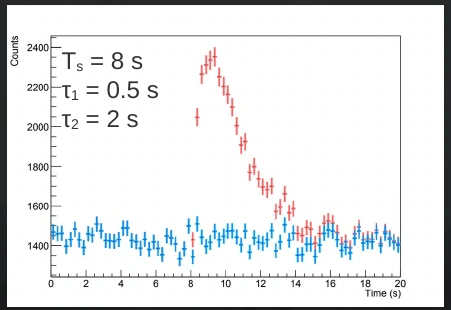 Counts
2400
2200
2000
1800
1600
1400
Tₛ = 8 s
τ₁ = 0.5 s
τ₂ = 2 s
0 2 4 6 8 10 12 14 16 18 20
Time (s)